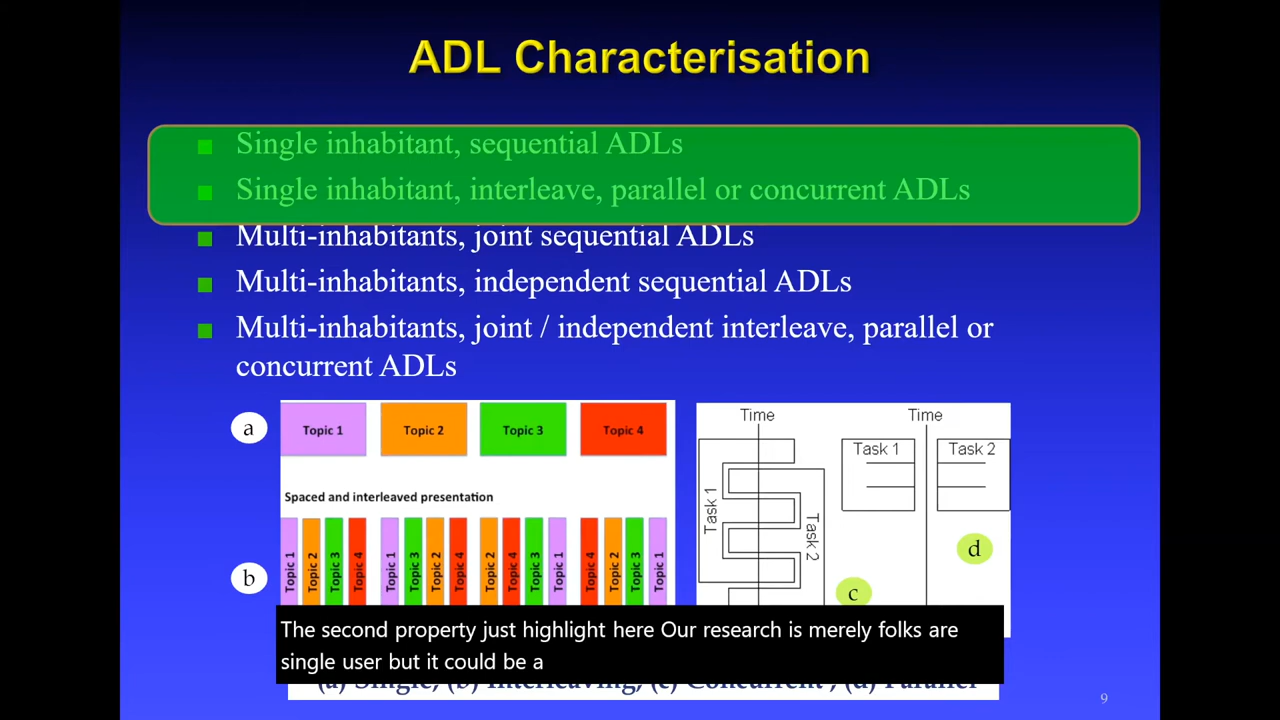 ADL Characterisation
Single inhabitant, sequential ADLs
Single inhabitant, interleave, parallel or concurrent ADLs
Multi-inhabitants, joint sequential ADLs
Multi-inhabitants, independent sequential ADLs
Multi-inhabitants, joint / independent interleave, parallel or
concurrent ADLs
a
Topic 1 Topic 2 Topic 3 Topic 4
Spaced and interleaved presentation
b
Topic 1 Topic 2 Topic 3 Topic 4 Topic 1 Topic 3 Topic 2 Topic 4 Topic 2 Topic 4 Topic 3 Topic 1 Topic 4 Topic 2 Topic 3 Topic 1
Time
Task 1
Task 2
c
Time
Task 1 Task 2
d
The second property just highlight here Our research is merely folks are
single user but it could be a
(a) Single, (b) Interleaving, (c) Concurrent , (d) Parallel
9